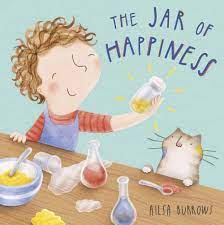 THE JAR OF
HAPPINESS
AILSA BURROWS